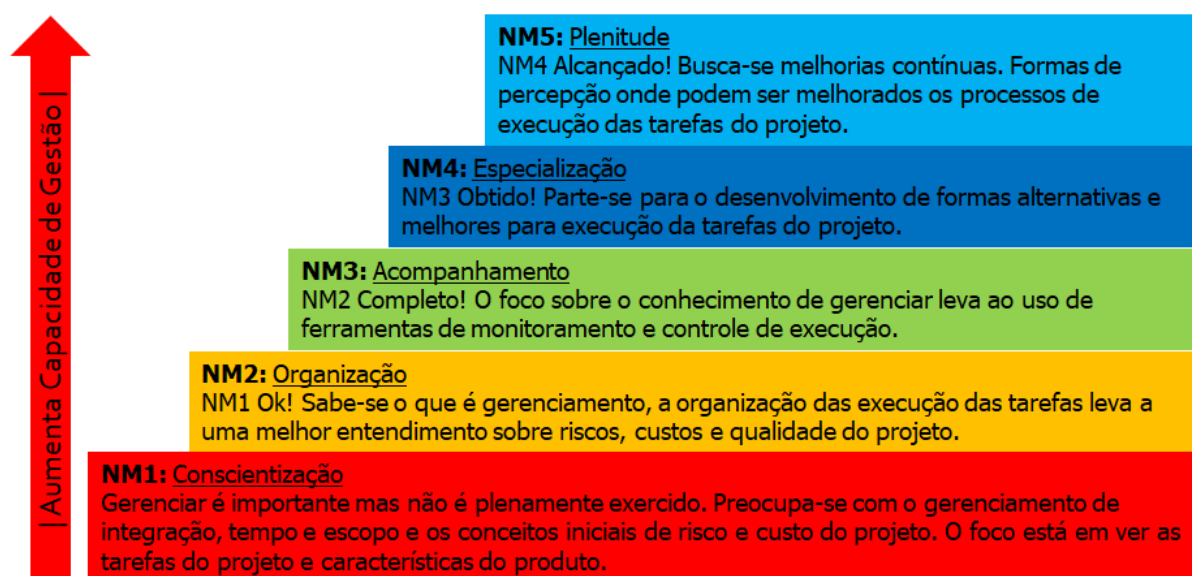 |Aumenta Capacidade de Gestão|
NM5: Plenitude
NM4 Alcançado! Busca-se melhorias contínuas. Formas de
percepção onde podem ser melhorados os processos de
execução das tarefas do projeto.
NM4: Especialização
NM3 Obtido! Parte-se para o desenvolvimento de formas alternativas e
melhores para execução da tarefas do projeto.
NM3: Acompanhamento
NM2 Completo! O foco sobre o conhecimento de gerenciar leva ao uso de
ferramentas de monitoramento e controle de execução.
NM2: Organização
NM1 Ok! Sabe-se o que é gerenciamento, a organização das execução das tarefas leva a
uma melhor entendimento sobre riscos, custos e qualidade do projeto.
NM1: Conscientização
Gerenciar é importante mas não é plenamente exercido. Preocupa-se com o gerenciamento de
integração, tempo e escopo e os conceitos iniciais de risco e custo do projeto. O foco está em ver as
tarefas do projeto e características do produto.